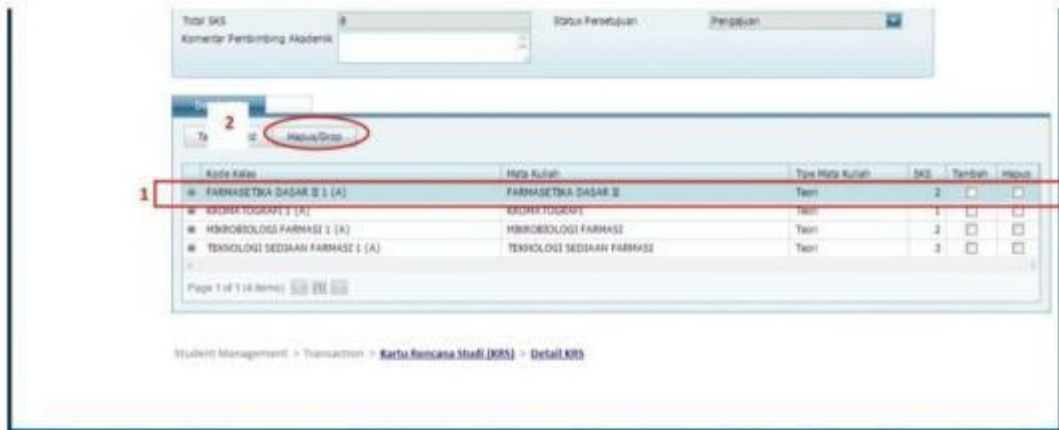 Total SKS 8 Status Persetujuan Pengajuan
Komentar Pembimbing Akademik
2
Hapus/Drop
Kode Kelas Mata Kuliah Tipe Mata Kuliah SKS Tambah Hapus
1 FARMASETIKA DASAR II 1 (A) FARMASETIKA DASAR II Teori 2
KROMATOGRAFI 1 (A) KROMATOGRAFI Teori 1
MIKROBIOLOGI FARMASI 1 (A) MIKROBIOLOGI FARMASI Teori 2
TEKNOLOGI SEDIAAN FARMASI 1 (A) TEKNOLOGI SEDIAAN FARMASI Teori 3
Page 1 of 1 (4 items) [1]
Student Management > Transaction > Kartu Rencana Studi (KRS) > Detail KRS